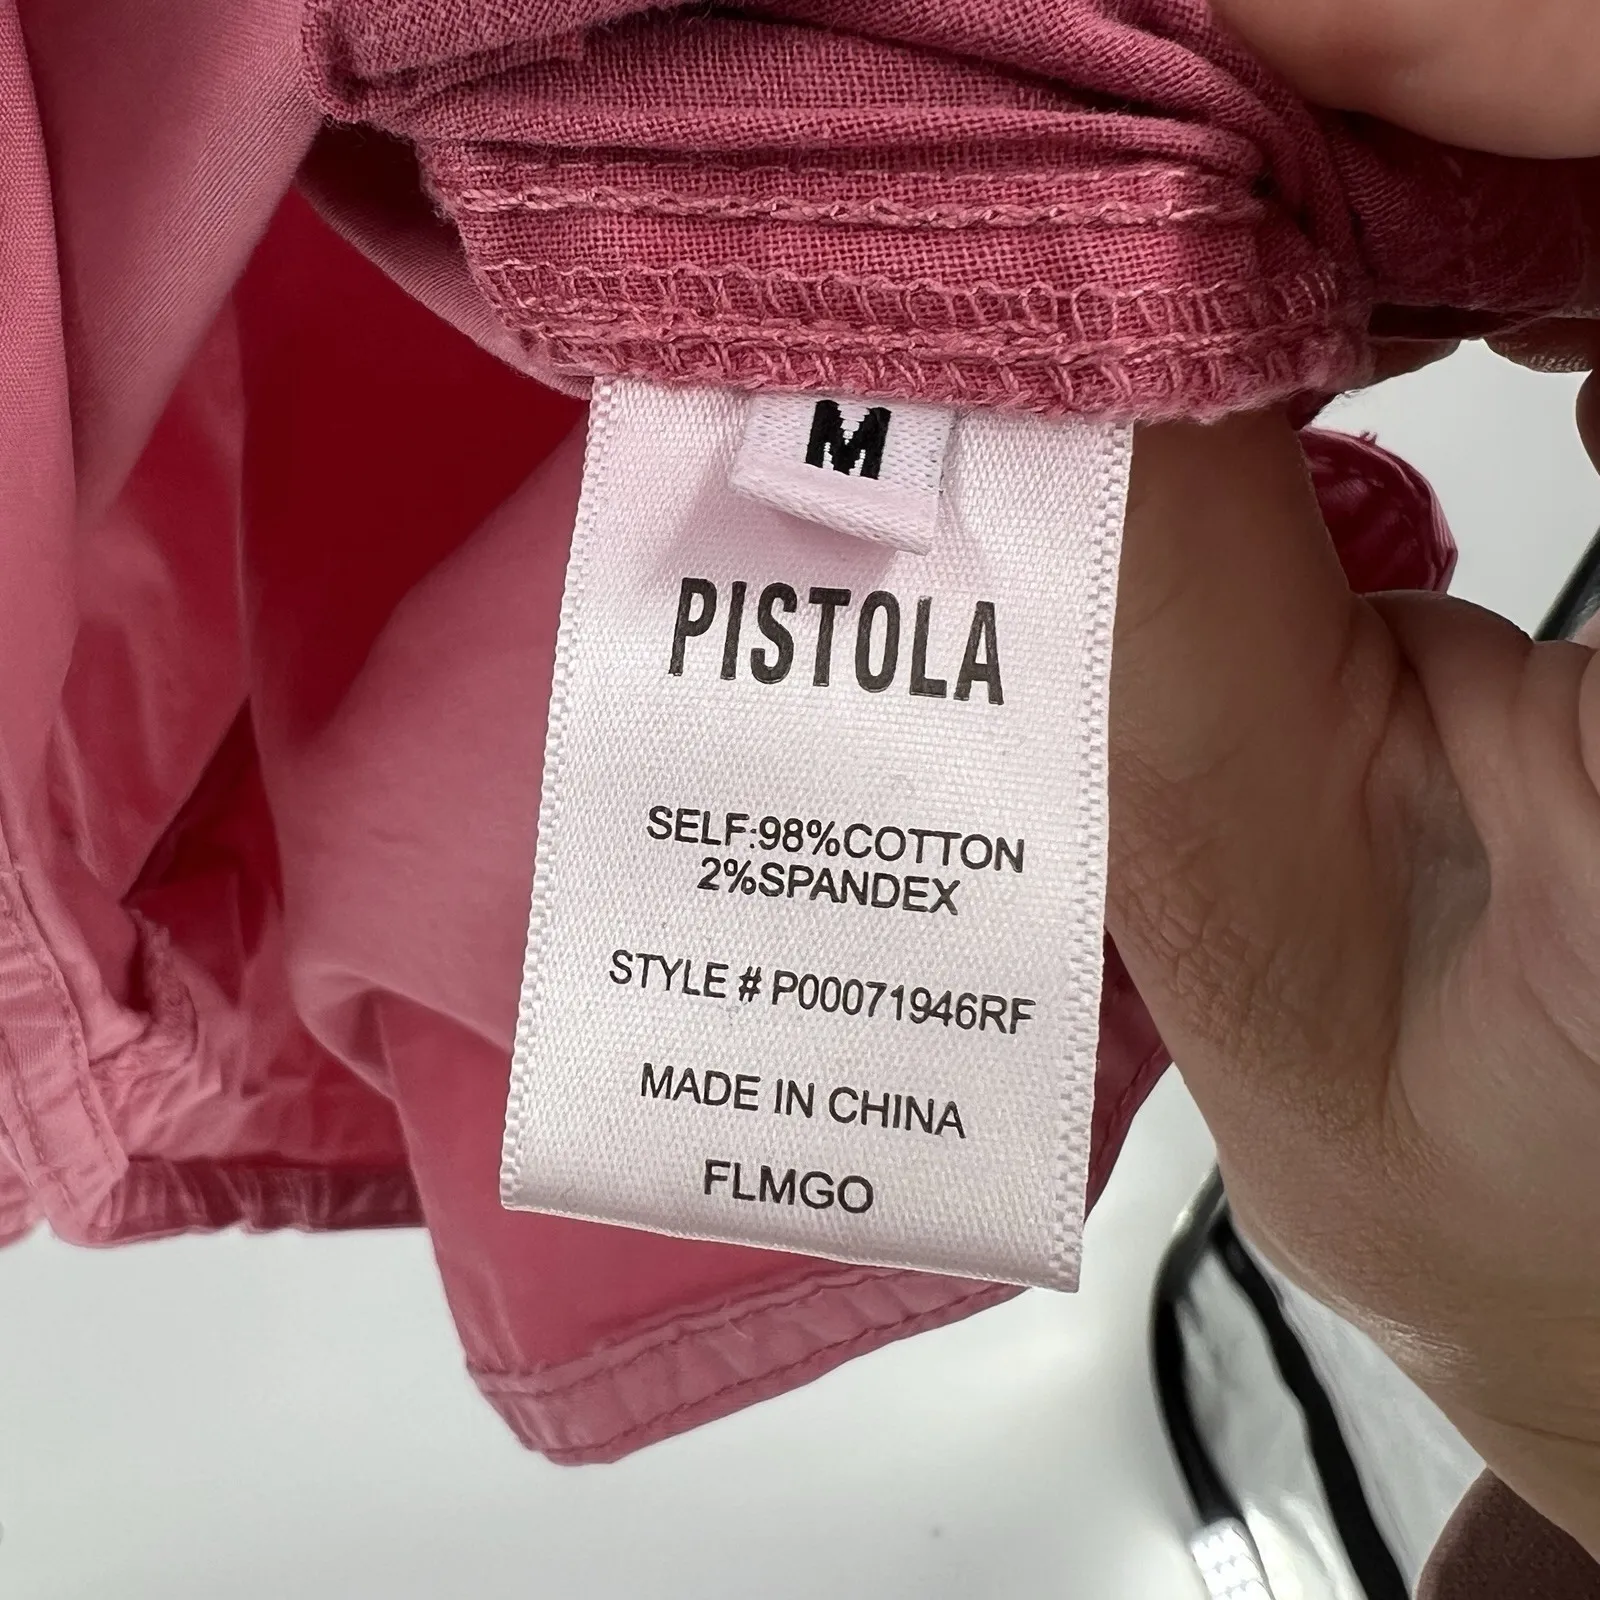 M
PISTOLA
SELF:98%COTTON
2%SPANDEX
STYLE # P00071946RF
MADE IN CHINA
FLMGO